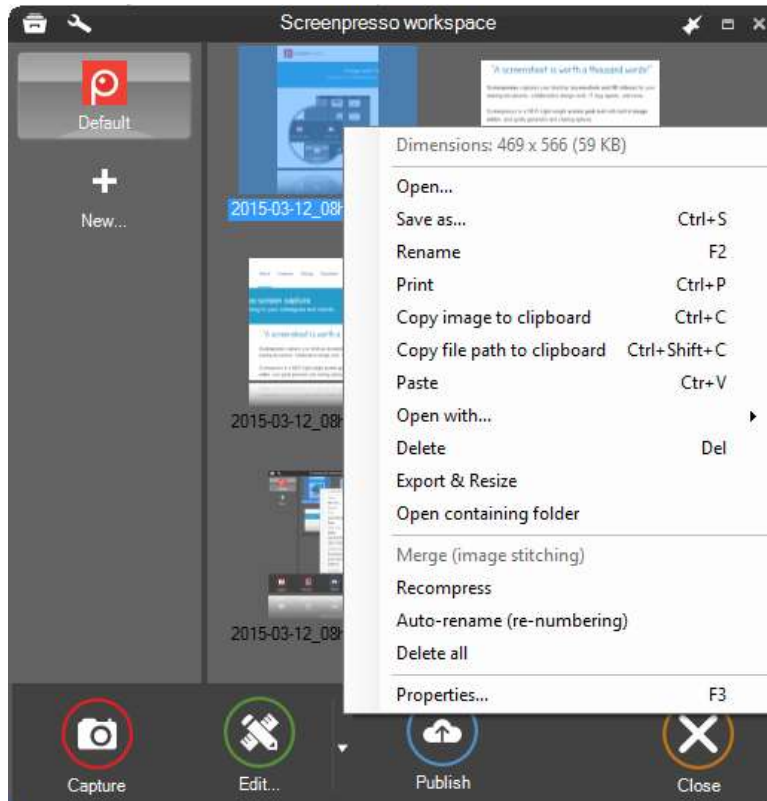 Screenpresso workspace
Default
New...
"A screenshot is worth a thousand words!"
2015-03-12_08h
2015-03-12_08h
2015-03-12_08h
Dimensions: 469 x 566 (59 KB)
Open...
Save as... Ctrl+S
Rename F2
Print Ctrl+P
Copy image to clipboard Ctrl+C
Copy file path to clipboard Ctrl+Shift+C
Paste Ctr+V
Open with...
Delete Del
Export & Resize
Open containing folder
Merge (image stitching)
Recompress
Auto-rename (re-numbering)
Delete all
Properties... F3
Capture
Edit...
Publish
Close